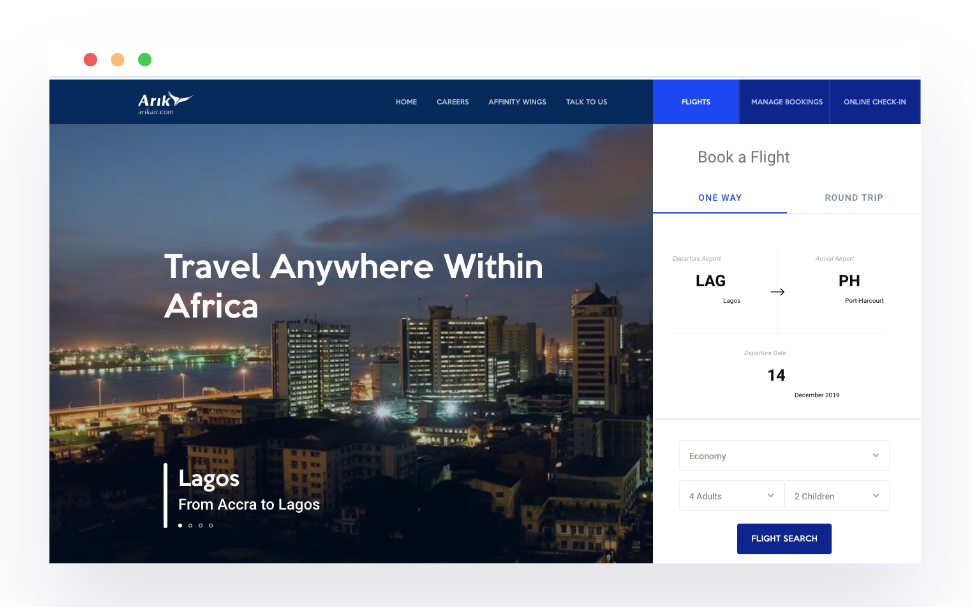 Arik
arikair.com
HOME CAREERS AFFINITY WINGS TALK TO US
FLIGHTS MANAGE BOOKINGS ONLINE CHECK-IN
Travel Anywhere Within
Africa
Lagos
From Accra to Lagos
Book a Flight
ONE WAY ROUND TRIP
Departure Airport
LAG
Lagos
Arrival Airport
PH
Port-Harcourt
Departure Date
14
December 2019
Economy
4 Adults 2 Children
FLIGHT SEARCH